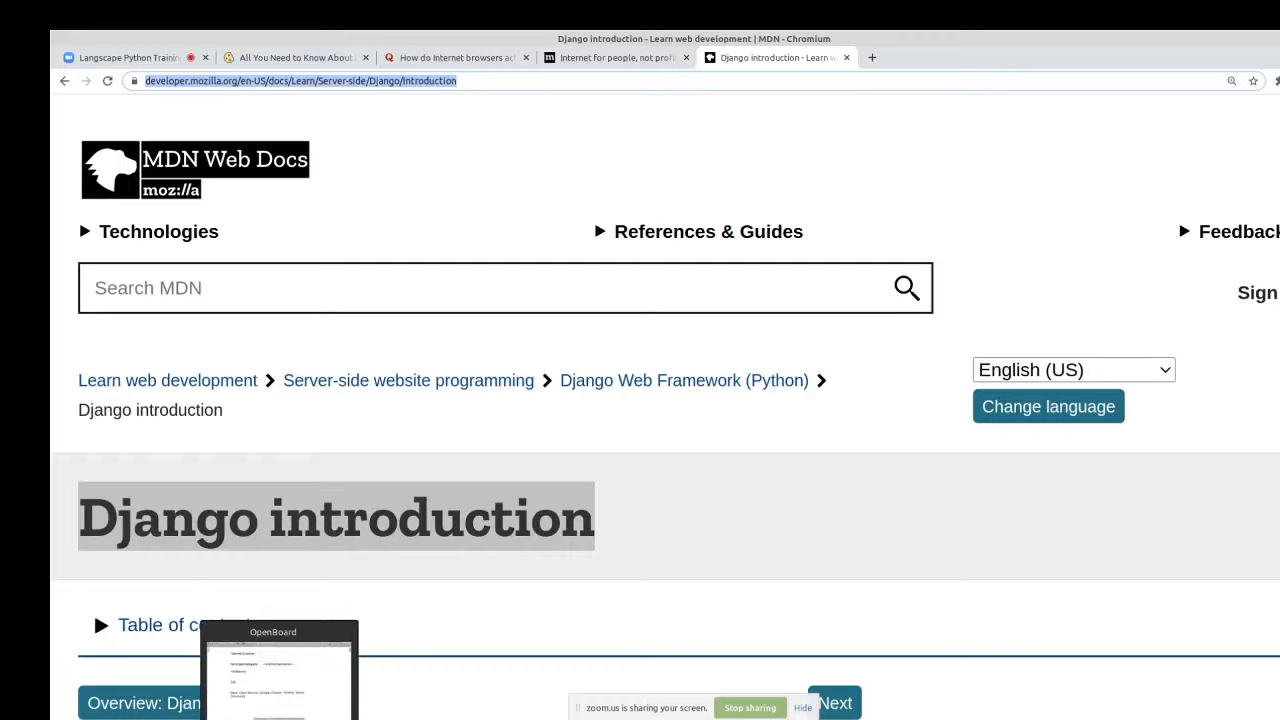 Django introduction - Learn web development | MDN - Chromium
Langscape Python Trainin
All You Need to Know About
How do Internet browsers ac
Internet for people, not profi
Django introduction - Learn w
developer.mozilla.org/en-US/docs/Learn/Server-side/Django/Introduction
MDN Web Docs
moz://a
Technologies
References & Guides
Feedback
Search MDN
Sign
Learn web development
Server-side website programming
Django Web Framework (Python)
Django introduction
English (US)
Change language
Django introduction
Table of c
OpenBoard
Overview: Djan
Next
zoom.us is sharing your screen.
Stop sharing
Hide